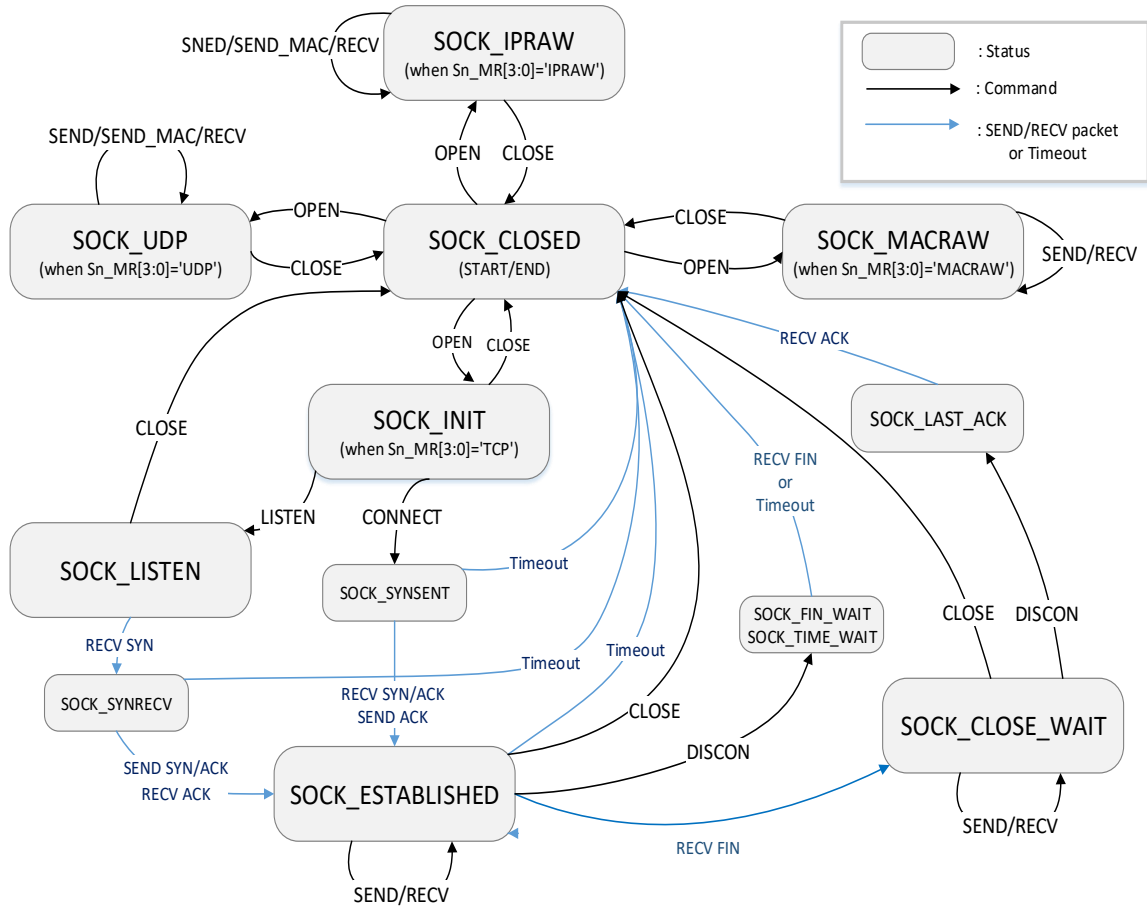 SNED/SEND_MAC/RECV
SOCK_IPRAW
(when Sn_MR[3:0]='IPRAW')
: Status
: Command
: SEND/RECV packet
or Timeout
SEND/SEND_MAC/RECV
OPEN
CLOSE
OPEN
CLOSE
SOCK_UDP
(when Sn_MR[3:0]='UDP')
CLOSE
SOCK_CLOSED
(START/END)
OPEN
SOCK_MACRAW
(when Sn_MR[3:0]='MACRAW')
SEND/RECV
OPEN
CLOSE
RECV ACK
SOCK_INIT
(when Sn_MR[3:0]='TCP')
SOCK_LAST_ACK
CLOSE
RECV FIN
or
Timeout
LISTEN
CONNECT
SOCK_LISTEN
Timeout
SOCK_SYNSENT
SOCK_FIN_WAIT
SOCK_TIME_WAIT
CLOSE
DISCON
RECV SYN
Timeout
Timeout
SOCK_SYNRECV
RECV SYN/ACK
SEND ACK
CLOSE
SOCK_CLOSE_WAIT
DISCON
SEND SYN/ACK
RECV ACK
SOCK_ESTABLISHED
SEND/RECV
RECV FIN
SEND/RECV